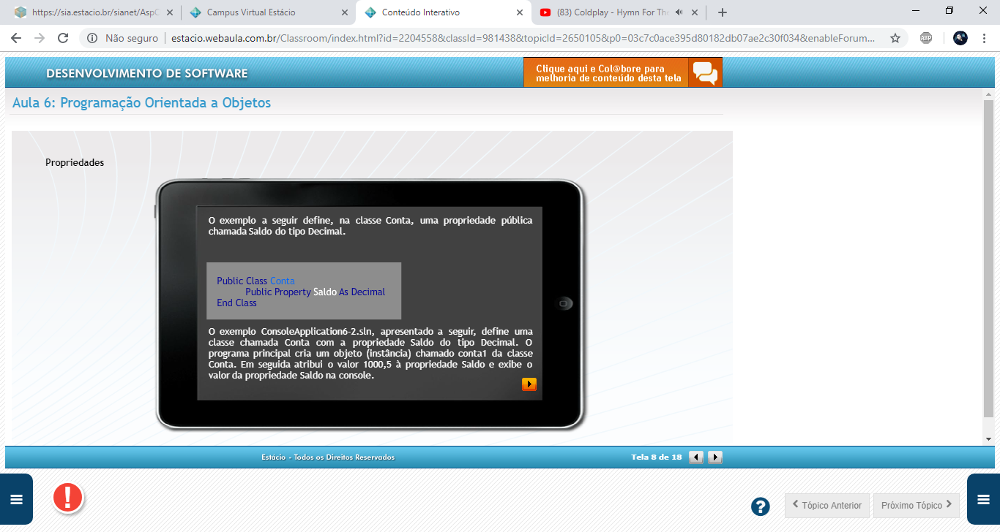 https://sia.estacio.br/sianet/AspC
Campus Virtual Estácio
Conteúdo Interativo
(83) Coldplay - Hymn For The
Não seguro
estacio.webaula.com.br/Classroom/index.html?id=2204558&classId=981438&topicId=2650105&p0=03c7c0ace395d80182db07ae2c30f034&enableForum...
ABP
DESENVOLVIMENTO DE SOFTWARE
Clique aqui e Col@bore para
melhoria de conteúdo desta tela
Aula 6: Programação Orientada a Objetos
Propriedades
O exemplo a seguir define, na classe Conta, uma propriedade pública
chamada Saldo do tipo Decimal.
Public Class Conta
Public Property Saldo As Decimal
End Class
O exemplo ConsoleApplication6-2.sln, apresentado a seguir, define uma
classe chamada Conta com a propriedade Saldo do tipo Decimal. O
programa principal cria um objeto (instância) chamado conta1 da classe
Conta. Em seguida atribui o valor 1000,5 à propriedade Saldo e exibe o
valor da propriedade Saldo na console.
Estácio - Todos os Direitos Reservados
Tela 8 de 18
!
?
Tópico Anterior
Próximo Tópico